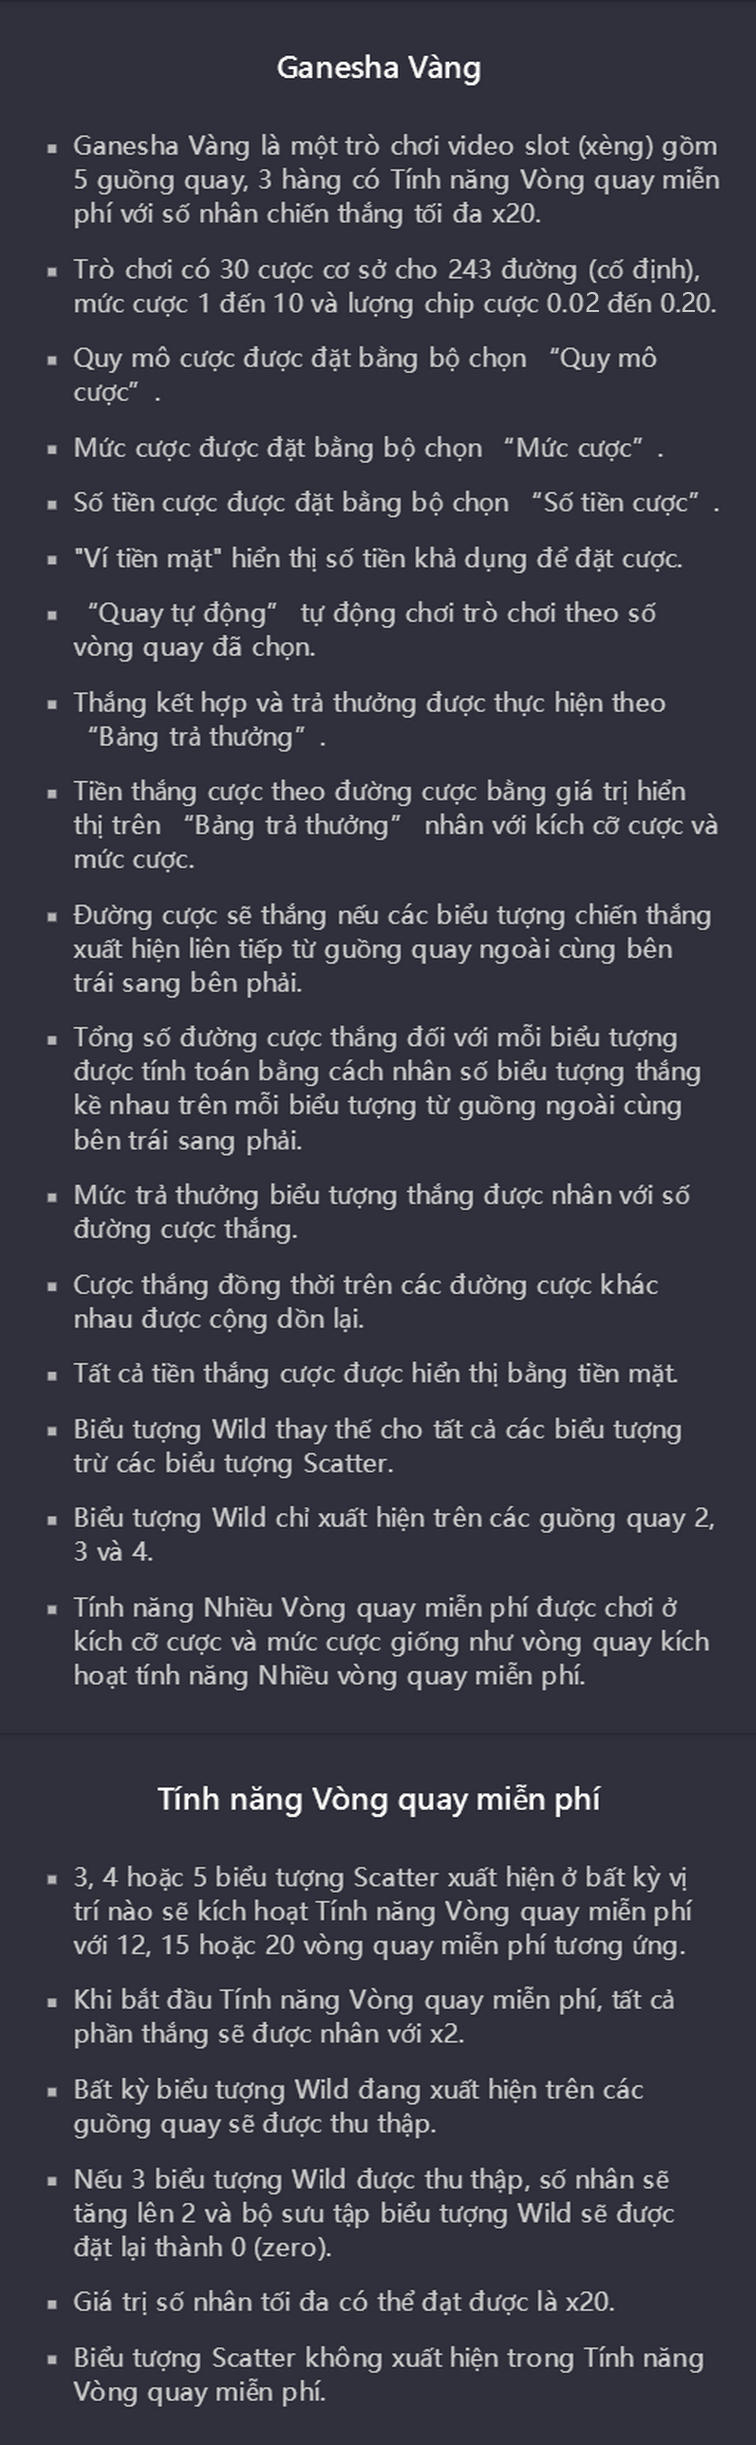 Ganesha Vàng
▪ Ganesha Vàng là một trò chơi video slot (xèng) gồm
5 guồng quay, 3 hàng có Tính năng Vòng quay miễn
phí với số nhân chiến thắng tối đa x20.
▪ Trò chơi có 30 cược cơ sở cho 243 đường (cố định),
mức cược 1 đến 10 và lượng chip cược 0.02 đến 0.20.
▪ Quy mô cược được đặt bằng bộ chọn “Quy mô
cược” .
▪ Mức cược được đặt bằng bộ chọn “Mức cược” .
▪ Số tiền cược được đặt bằng bộ chọn “Số tiền cược” .
▪ "Ví tiền mặt" hiển thị số tiền khả dụng để đặt cược.
▪ “Quay tự động” tự động chơi trò chơi theo số
vòng quay đã chọn.
▪ Thắng kết hợp và trả thưởng được thực hiện theo
“Bảng trả thưởng” .
▪ Tiền thắng cược theo đường cược bằng giá trị hiển
thị trên “Bảng trả thưởng” nhân với kích cỡ cược và
mức cược.
▪ Đường cược sẽ thắng nếu các biểu tượng chiến thắng
xuất hiện liên tiếp từ guồng quay ngoài cùng bên
trái sang bên phải.
▪ Tổng số đường cược thắng đối với mỗi biểu tượng
được tính toán bằng cách nhân số biểu tượng thắng
kề nhau trên mỗi biểu tượng từ guồng ngoài cùng
bên trái sang phải.
▪ Mức trả thưởng biểu tượng thắng được nhân với số
đường cược thắng.
▪ Cược thắng đồng thời trên các đường cược khác
nhau được cộng dồn lại.
▪ Tất cả tiền thắng cược được hiển thị bằng tiền mặt.
▪ Biểu tượng Wild thay thế cho tất cả các biểu tượng
trừ các biểu tượng Scatter.
▪ Biểu tượng Wild chỉ xuất hiện trên các guồng quay 2,
3 và 4.
▪ Tính năng Nhiều Vòng quay miễn phí được chơi ở
kích cỡ cược và mức cược giống như vòng quay kích
hoạt tính năng Nhiều vòng quay miễn phí.
Tính năng Vòng quay miễn phí
▪ 3, 4 hoặc 5 biểu tượng Scatter xuất hiện ở bất kỳ vị
trí nào sẽ kích hoạt Tính năng Vòng quay miễn phí
với 12, 15 hoặc 20 vòng quay miễn phí tương ứng.
▪ Khi bắt đầu Tính năng Vòng quay miễn phí, tất cả
phần thắng sẽ được nhân với x2.
▪ Bất kỳ biểu tượng Wild đang xuất hiện trên các
guồng quay sẽ được thu thập.
▪ Nếu 3 biểu tượng Wild được thu thập, số nhân sẽ
tăng lên 2 và bộ sưu tập biểu tượng Wild sẽ được
đặt lại thành 0 (zero).
▪ Giá trị số nhân tối đa có thể đạt được là x20.
▪ Biểu tượng Scatter không xuất hiện trong Tính năng
Vòng quay miễn phí.